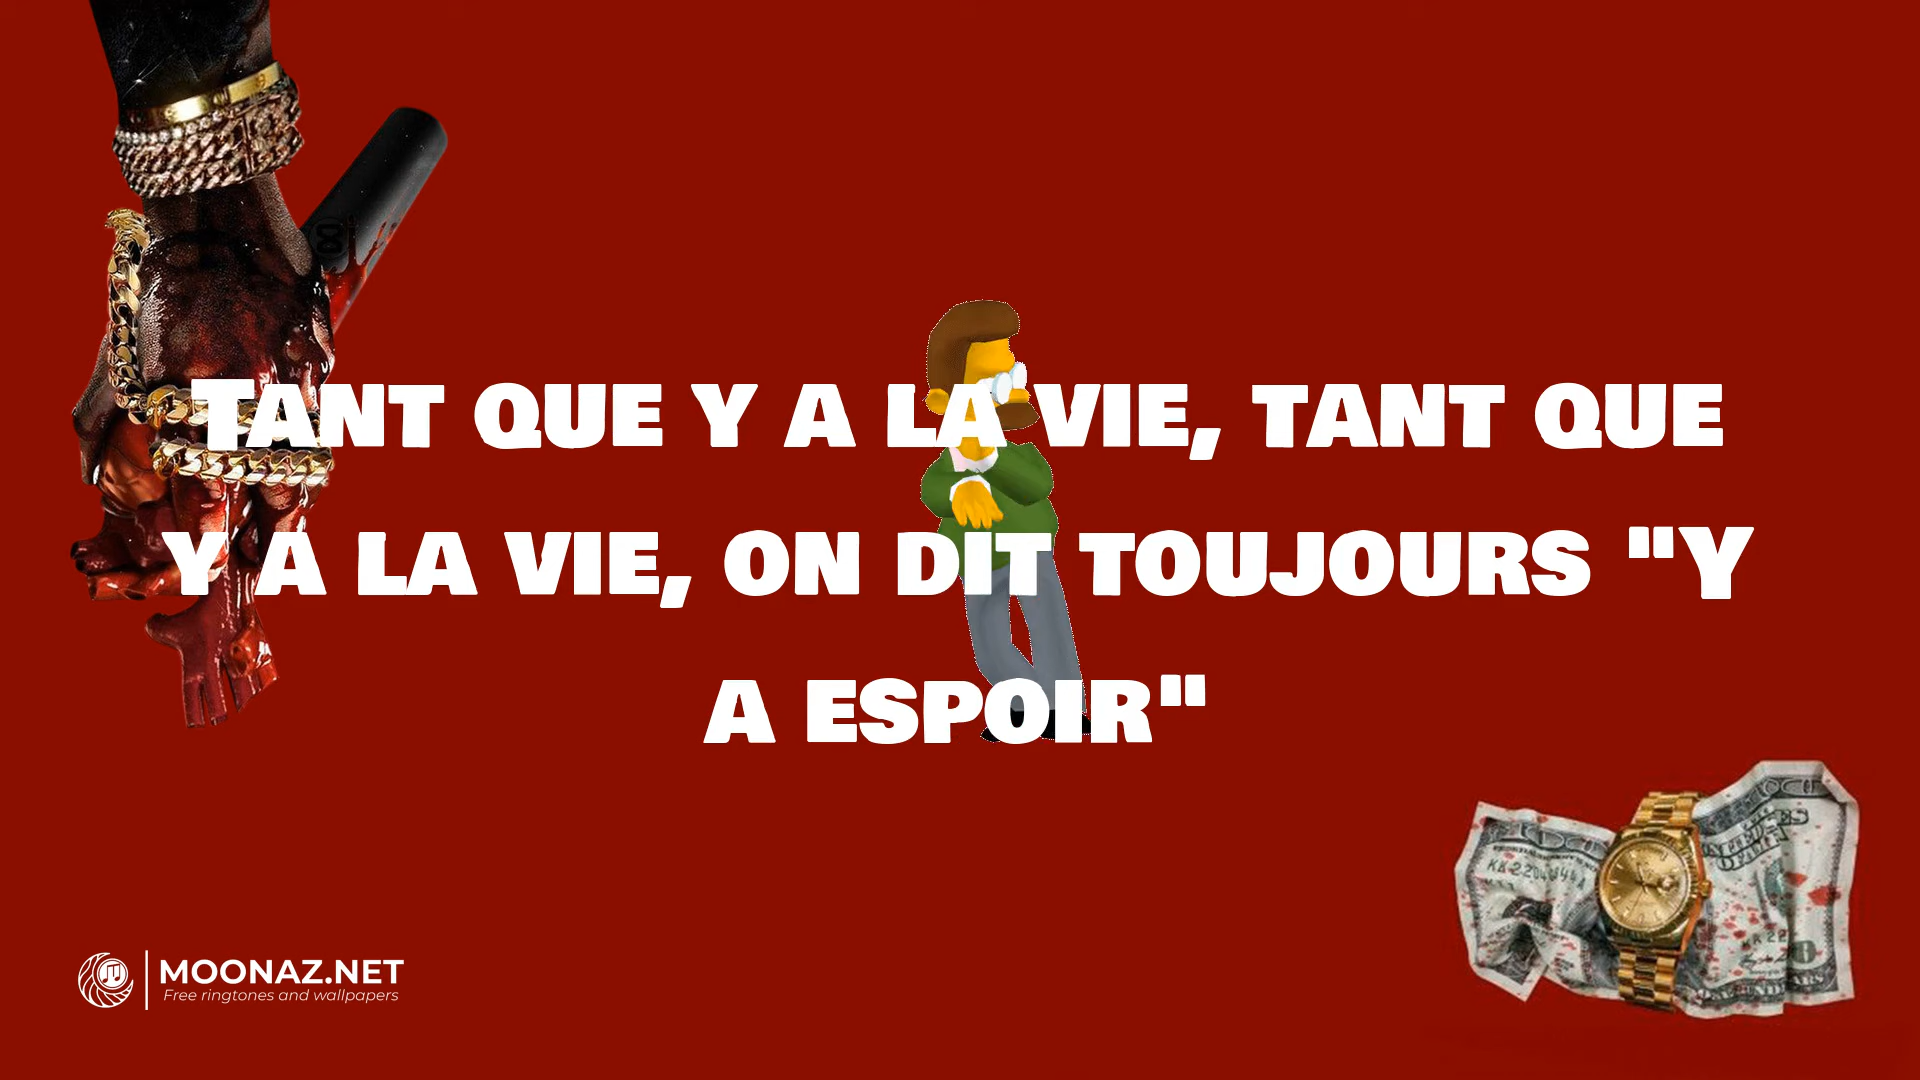 Tant que y a la vie, tant que
y a la vie, on dit toujours "y
a espoir"
MOONAZ.NET
Free ringtones and wallpapers